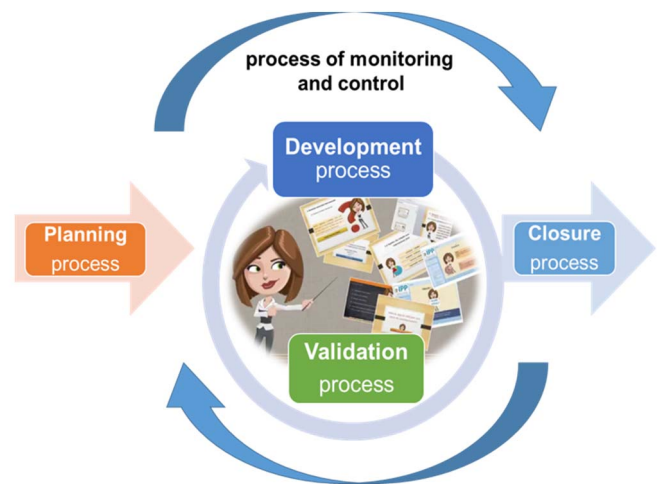 process of monitoring
and control
Development
process
Planning
process
Closure
process
Validation
process